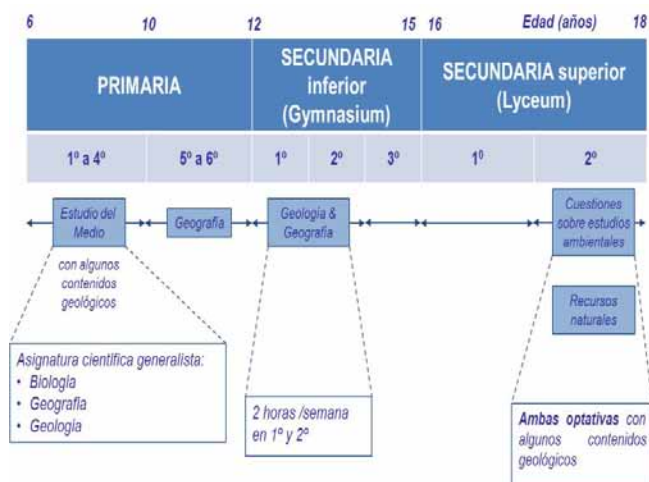 6 10 12 15 16 Edad (años) 18
PRIMARIA
SECUNDARIA
inferior
(Gymnasium)
SECUNDARIA superior
(Lyceum)
1º a 4º 5º a 6º 1º 2º 3º 1º 2º
Estudio del
Medio
Geografía
Geología &
Geografía
Cuestiones
sobre estudios
ambientales
con algunos
contenidos
geológicos
Recursos
naturales
Asignatura científica generalista:
• Biología
• Geografía
• Geología
2 horas /semana
en 1º y 2º
Ambas optativas con
algunos contenidos
geológicos